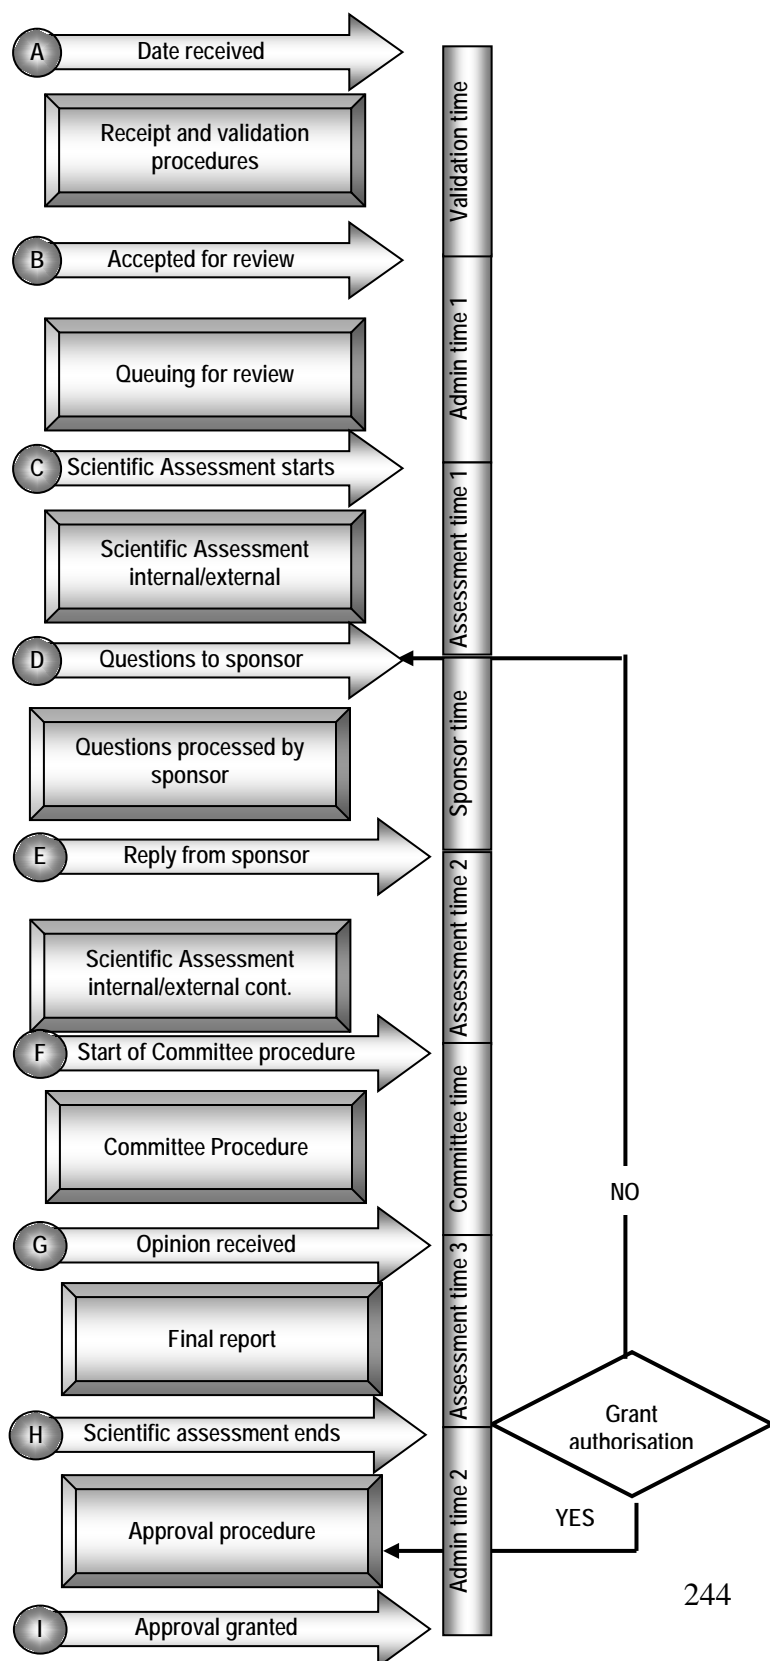 A
Date received
Receipt and validation
procedures
Validation time
B
Accepted for review
Queuing for review
Admin time 1
C
Scientific Assessment starts
Scientific Assessment
internal/external
Assessment time 1
D
Questions to sponsor
Questions processed by
sponsor
Sponsor time
E
Reply from sponsor
Scientific Assessment
internal/external cont.
Assessment time 2
F
Start of Committee procedure
Committee Procedure
Committee time
NO
G
Opinion received
Final report
Assessment time 3
Grant
authorisation
H
Scientific assessment ends
Approval procedure
Admin time 2
YES
I
Approval granted
244